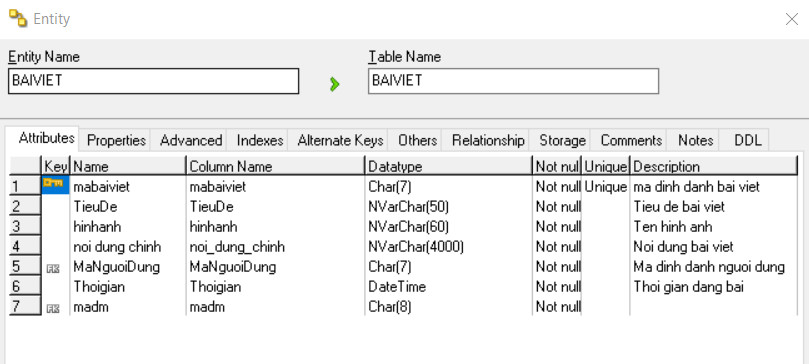 Entity
Entity Name Table Name
BAIVIET BAIVIET
Attributes Properties Advanced Indexes Alternate Keys Others Relationship Storage Comments Notes DDL
Key Name Column Name Datatype Not nul Unique Description
1 mabaiviet mabaiviet Char(7) Not null Unique ma dinh danh bai viet
2 TieuDe TieuDe NVarChar(50) Not null Tieu de bai viet
3 hinhanh hinhanh NVarChar(60) Not null Ten hinh anh
4 noi dung chinh noi_dung_chinh NVarChar(4000) Not null Noi dung bai viet
5 FK MaNguoiDung MaNguoiDung Char(7) Not null Ma dinh danh nguoi dung
6 Thoigian Thoigian DateTime Not null Thoi gian dang bai
7 FK madm madm Char(8) Not null